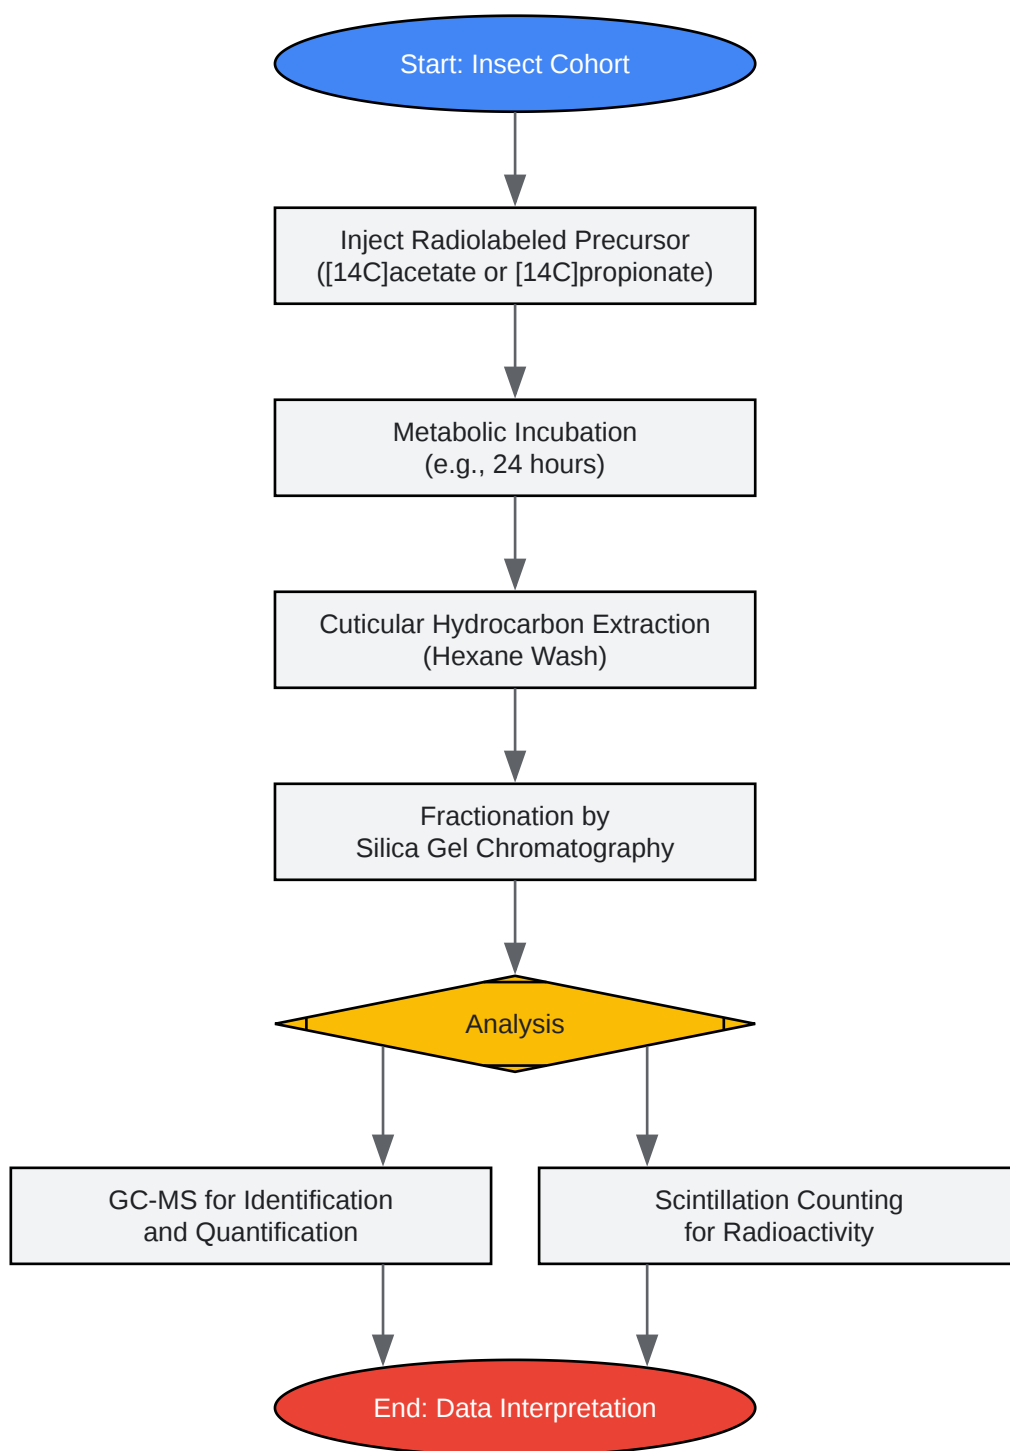 Start: Insect Cohort
Inject Radiolabeled Precursor
([14C]acetate or [14C]propionate)
Metabolic Incubation
(e.g., 24 hours)
Cuticular Hydrocarbon Extraction
(Hexane Wash)
Fractionation by
Silica Gel Chromatography
Analysis
GC-MS for Identification
and Quantification
Scintillation Counting
for Radioactivity
End: Data Interpretation